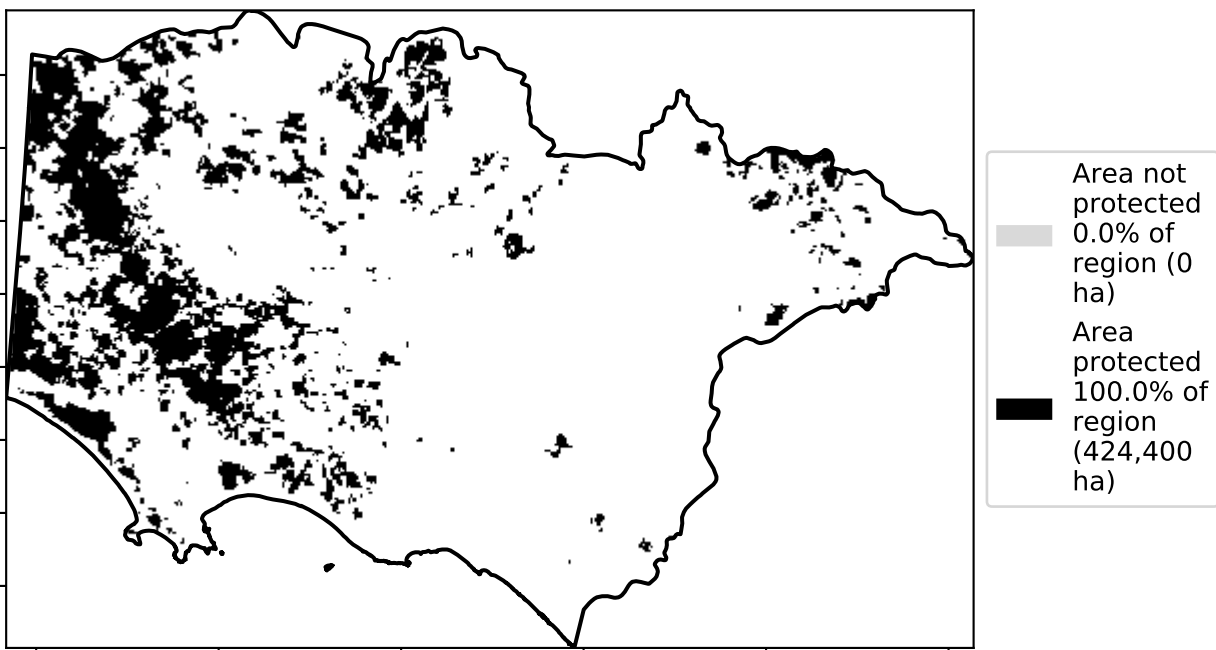 Area not
protected
0.0% of
region (0
ha)
Area
protected
100.0% of
region
(424,400
ha)